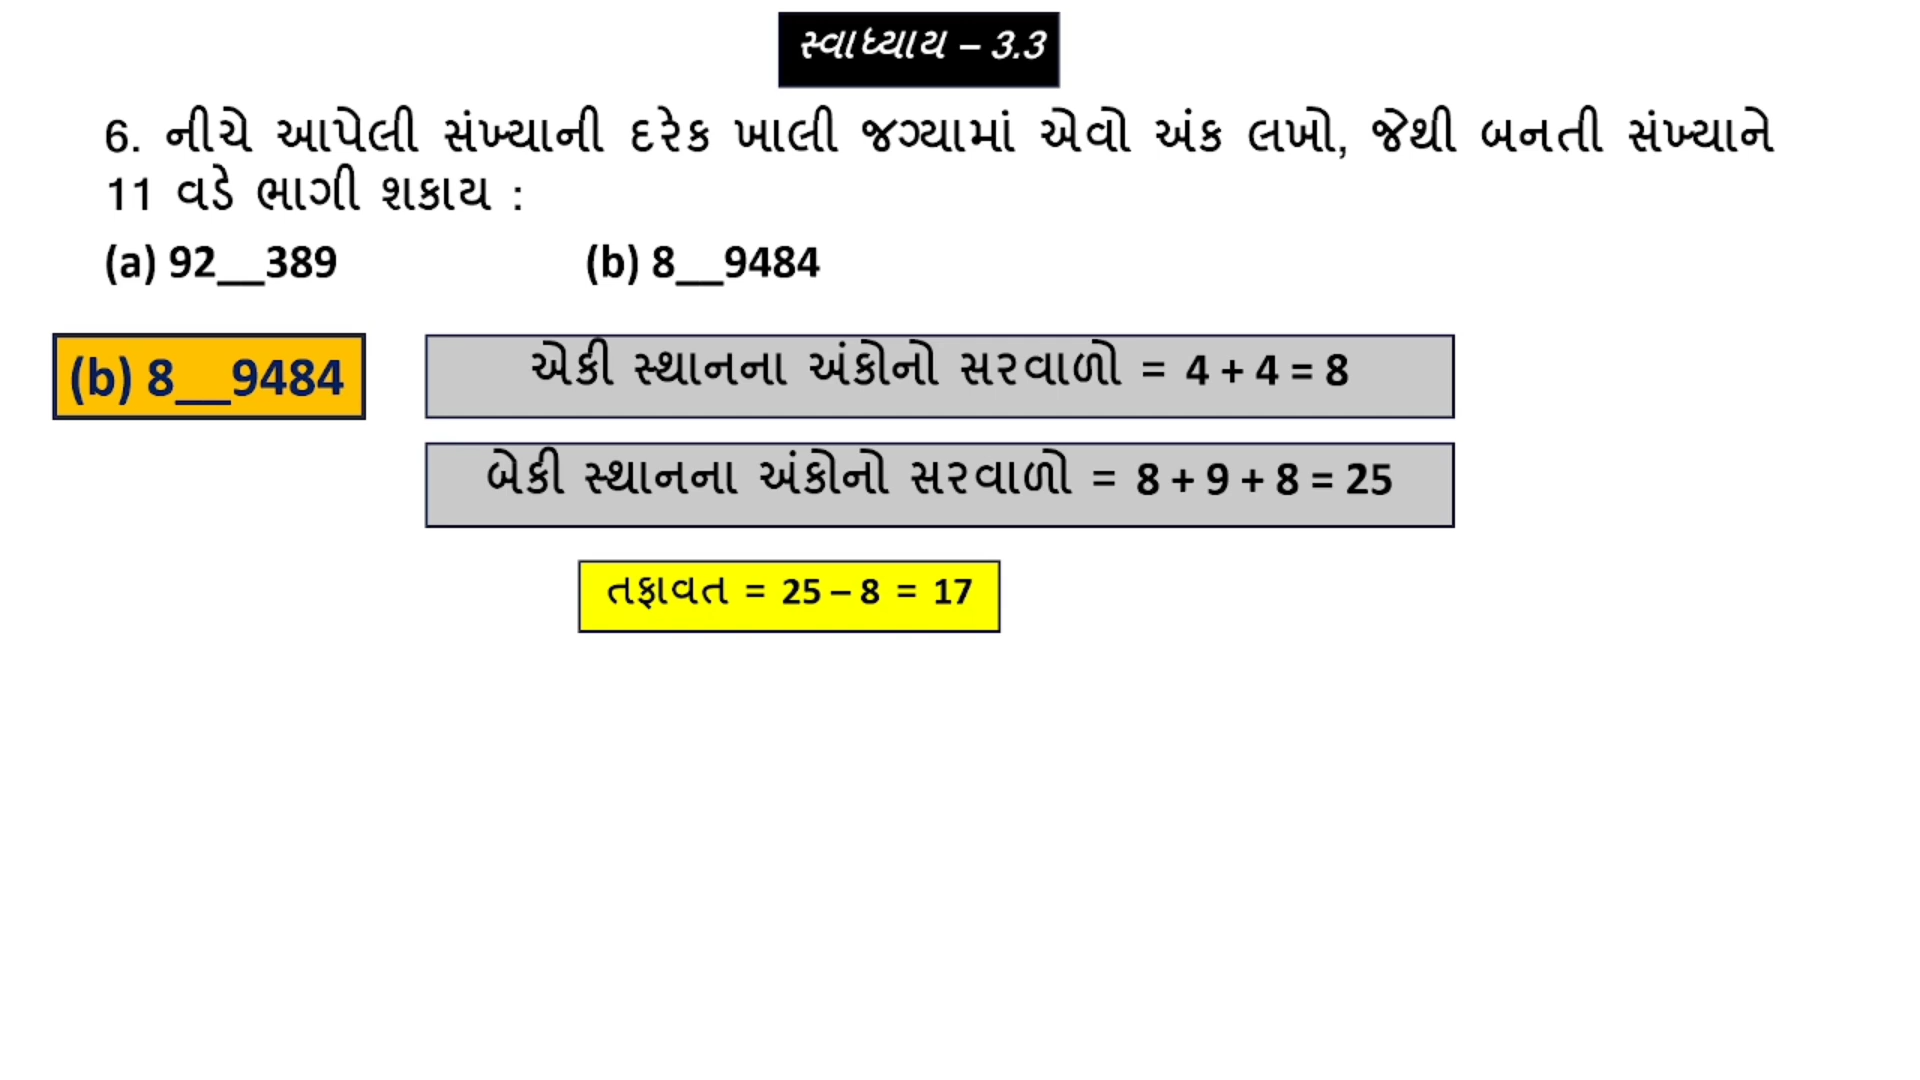 સ્વાધ્યાય – 3.3
6. નીચે આપેલી સંખ્યાની દરેક ખાલી જગ્યામાં એવો અંક લખો, જેથી બનતી સંખ્યાને
11 વડે ભાગી શકાય :
(a) 92__389 (b) 8__9484
(b) 8__9484
એકી સ્થાનના અંકોનો સરવાળો = 4 + 4 = 8
બેકી સ્થાનના અંકોનો સરવાળો = 8 + 9 + 8 = 25
તફાવત = 25 – 8 = 17